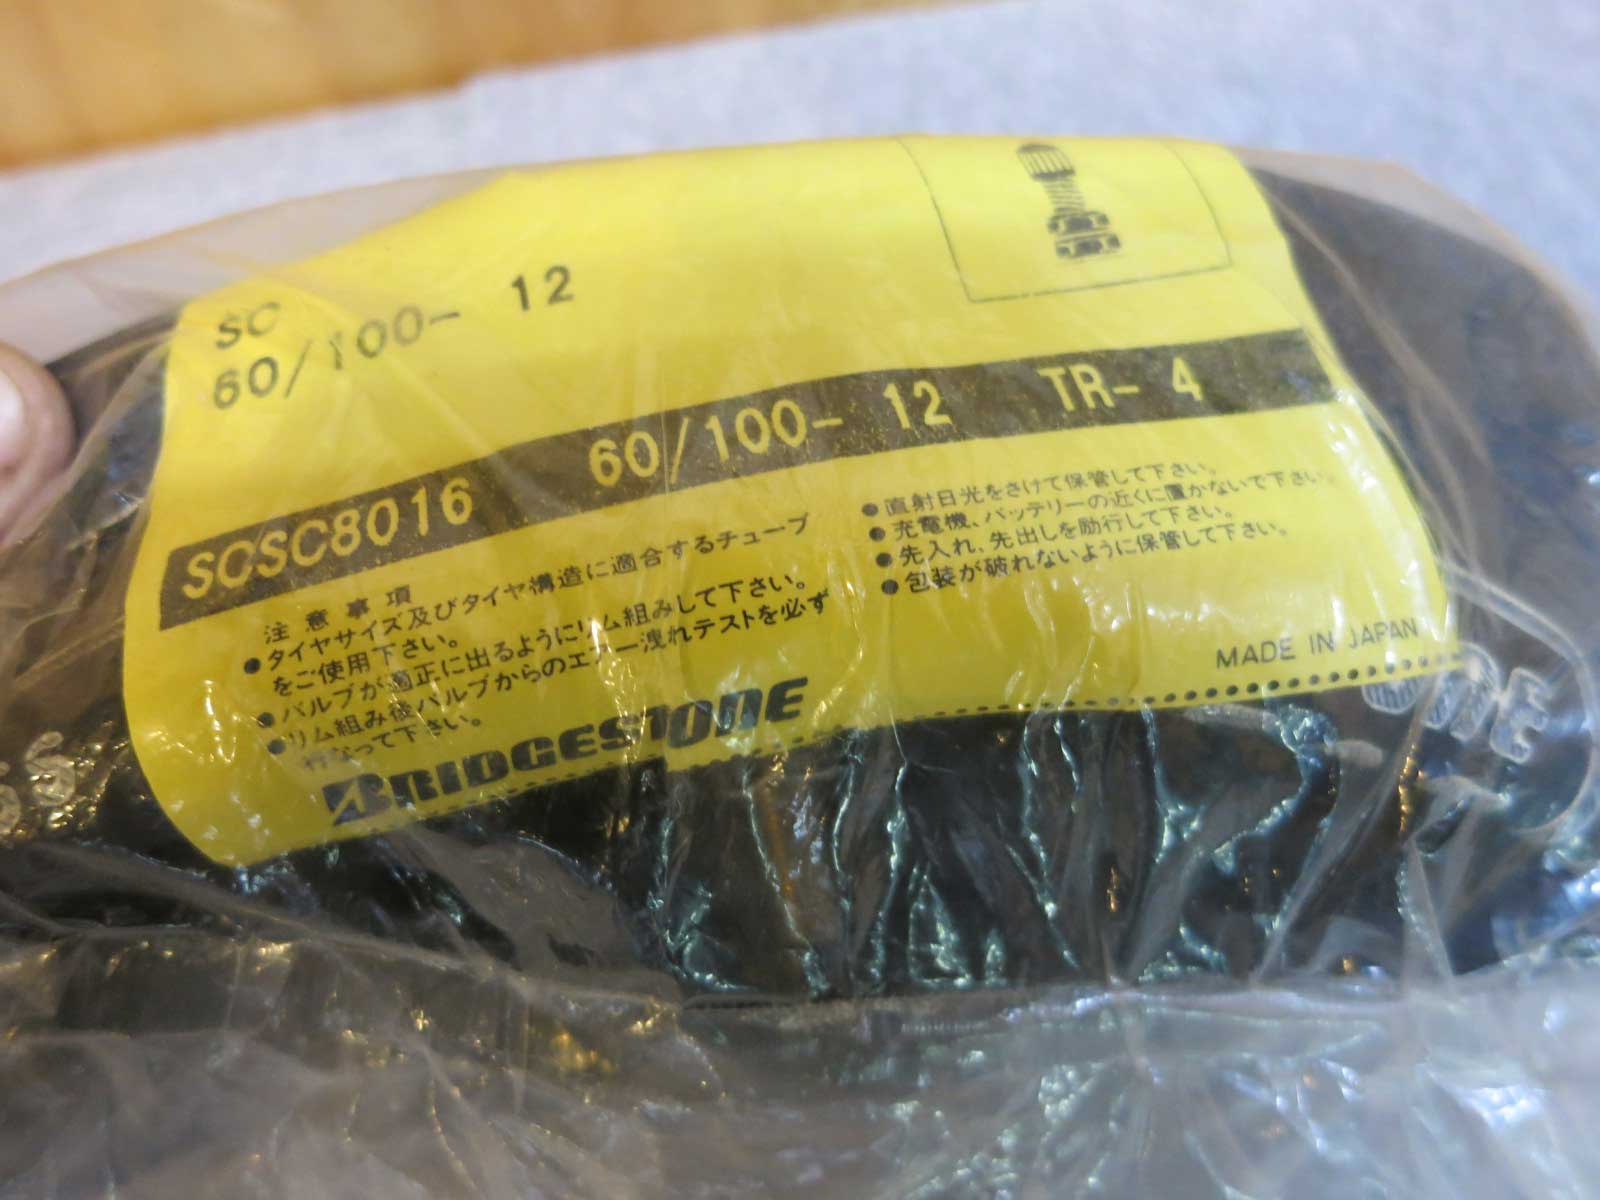 SC
60/100- 12
SCSC8016 60/100- 12 TR- 4
注意事項
●タイヤサイズ及びタイヤ構造に適合するチューブ
をご使用下さい。
●バルブが適正に出るようにリム組みして下さい。
●リム組み後バルブからのエアー洩れテストを必ず
行なって下さい。
●直射日光をさけて保管して下さい。
●充電機、バッテリーの近くに置かないで下さい。
●先入れ、先出しを励行して下さい。
●包装が破れないように保管して下さい。
MADE IN JAPAN
BRIDGESTONE